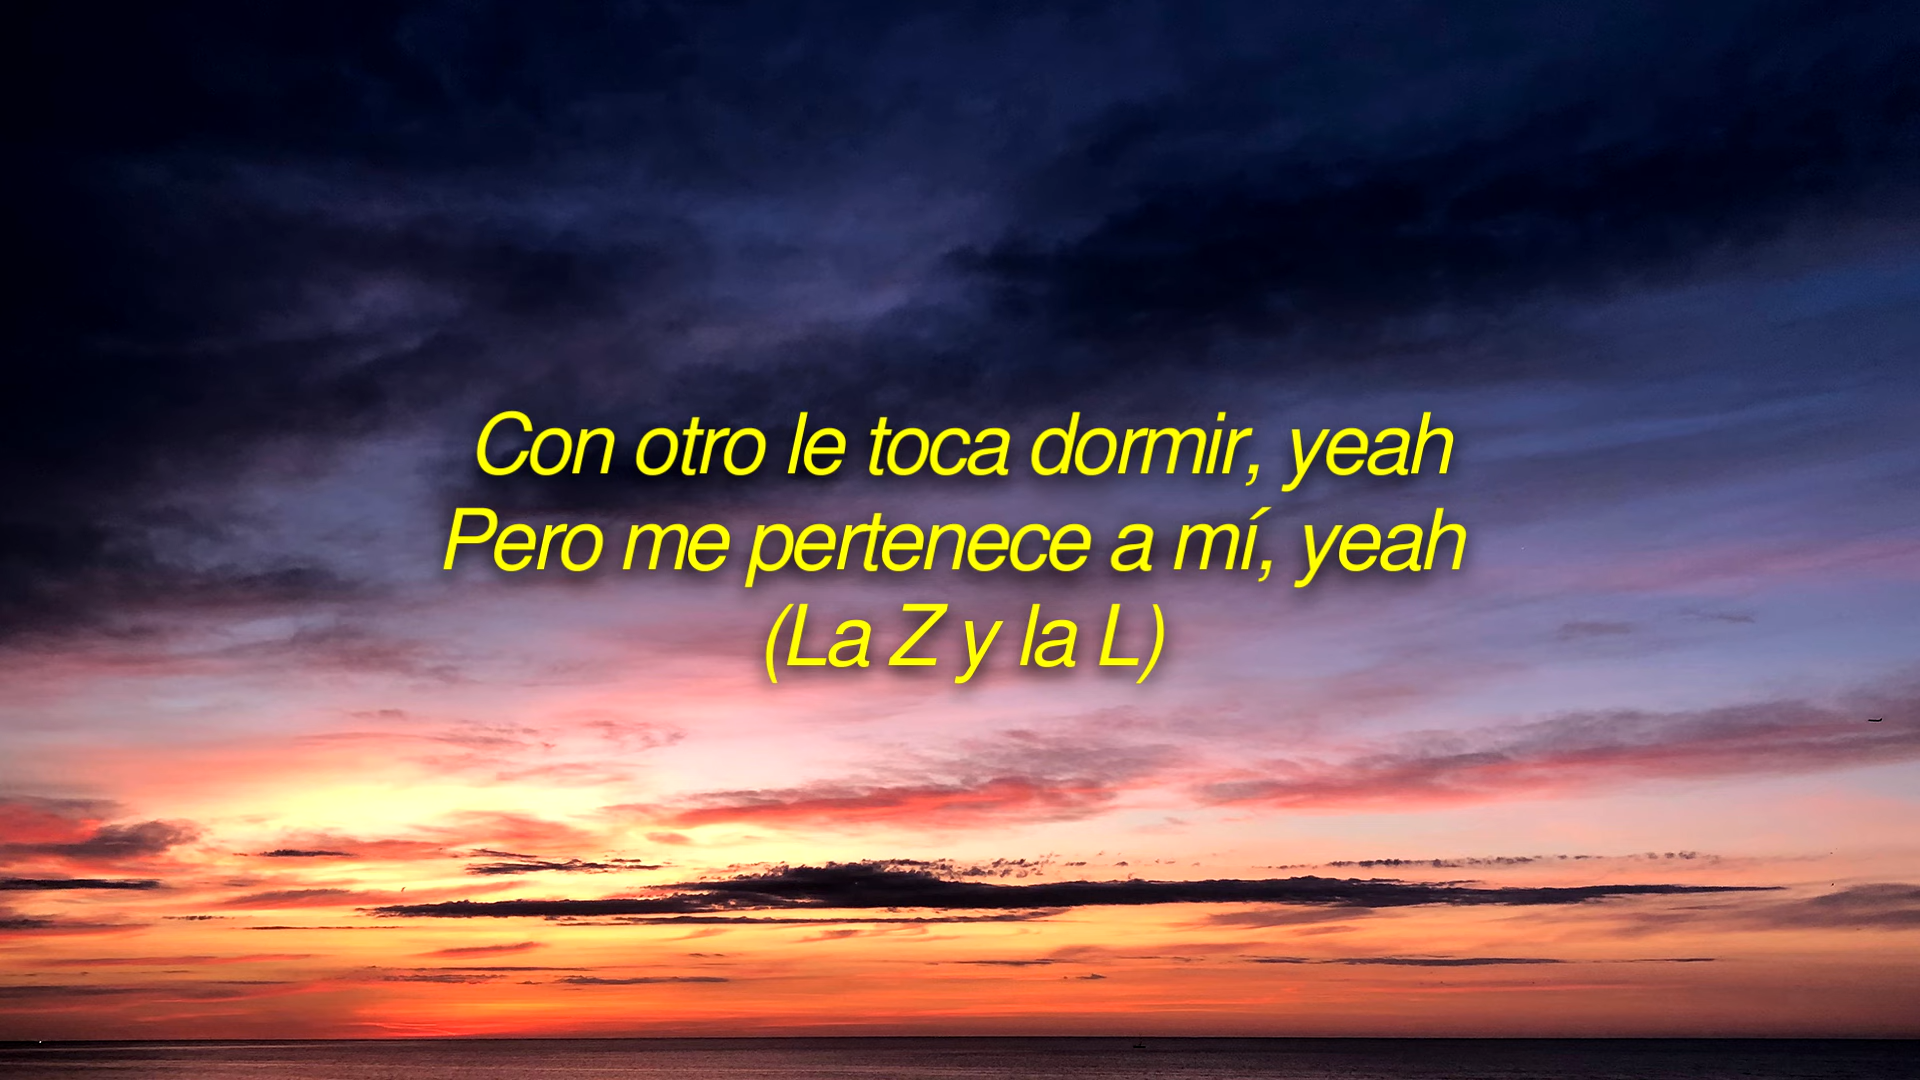 Con otro le toca dormir, yeah
Pero me pertenece a mí, yeah
(La Z y la L)